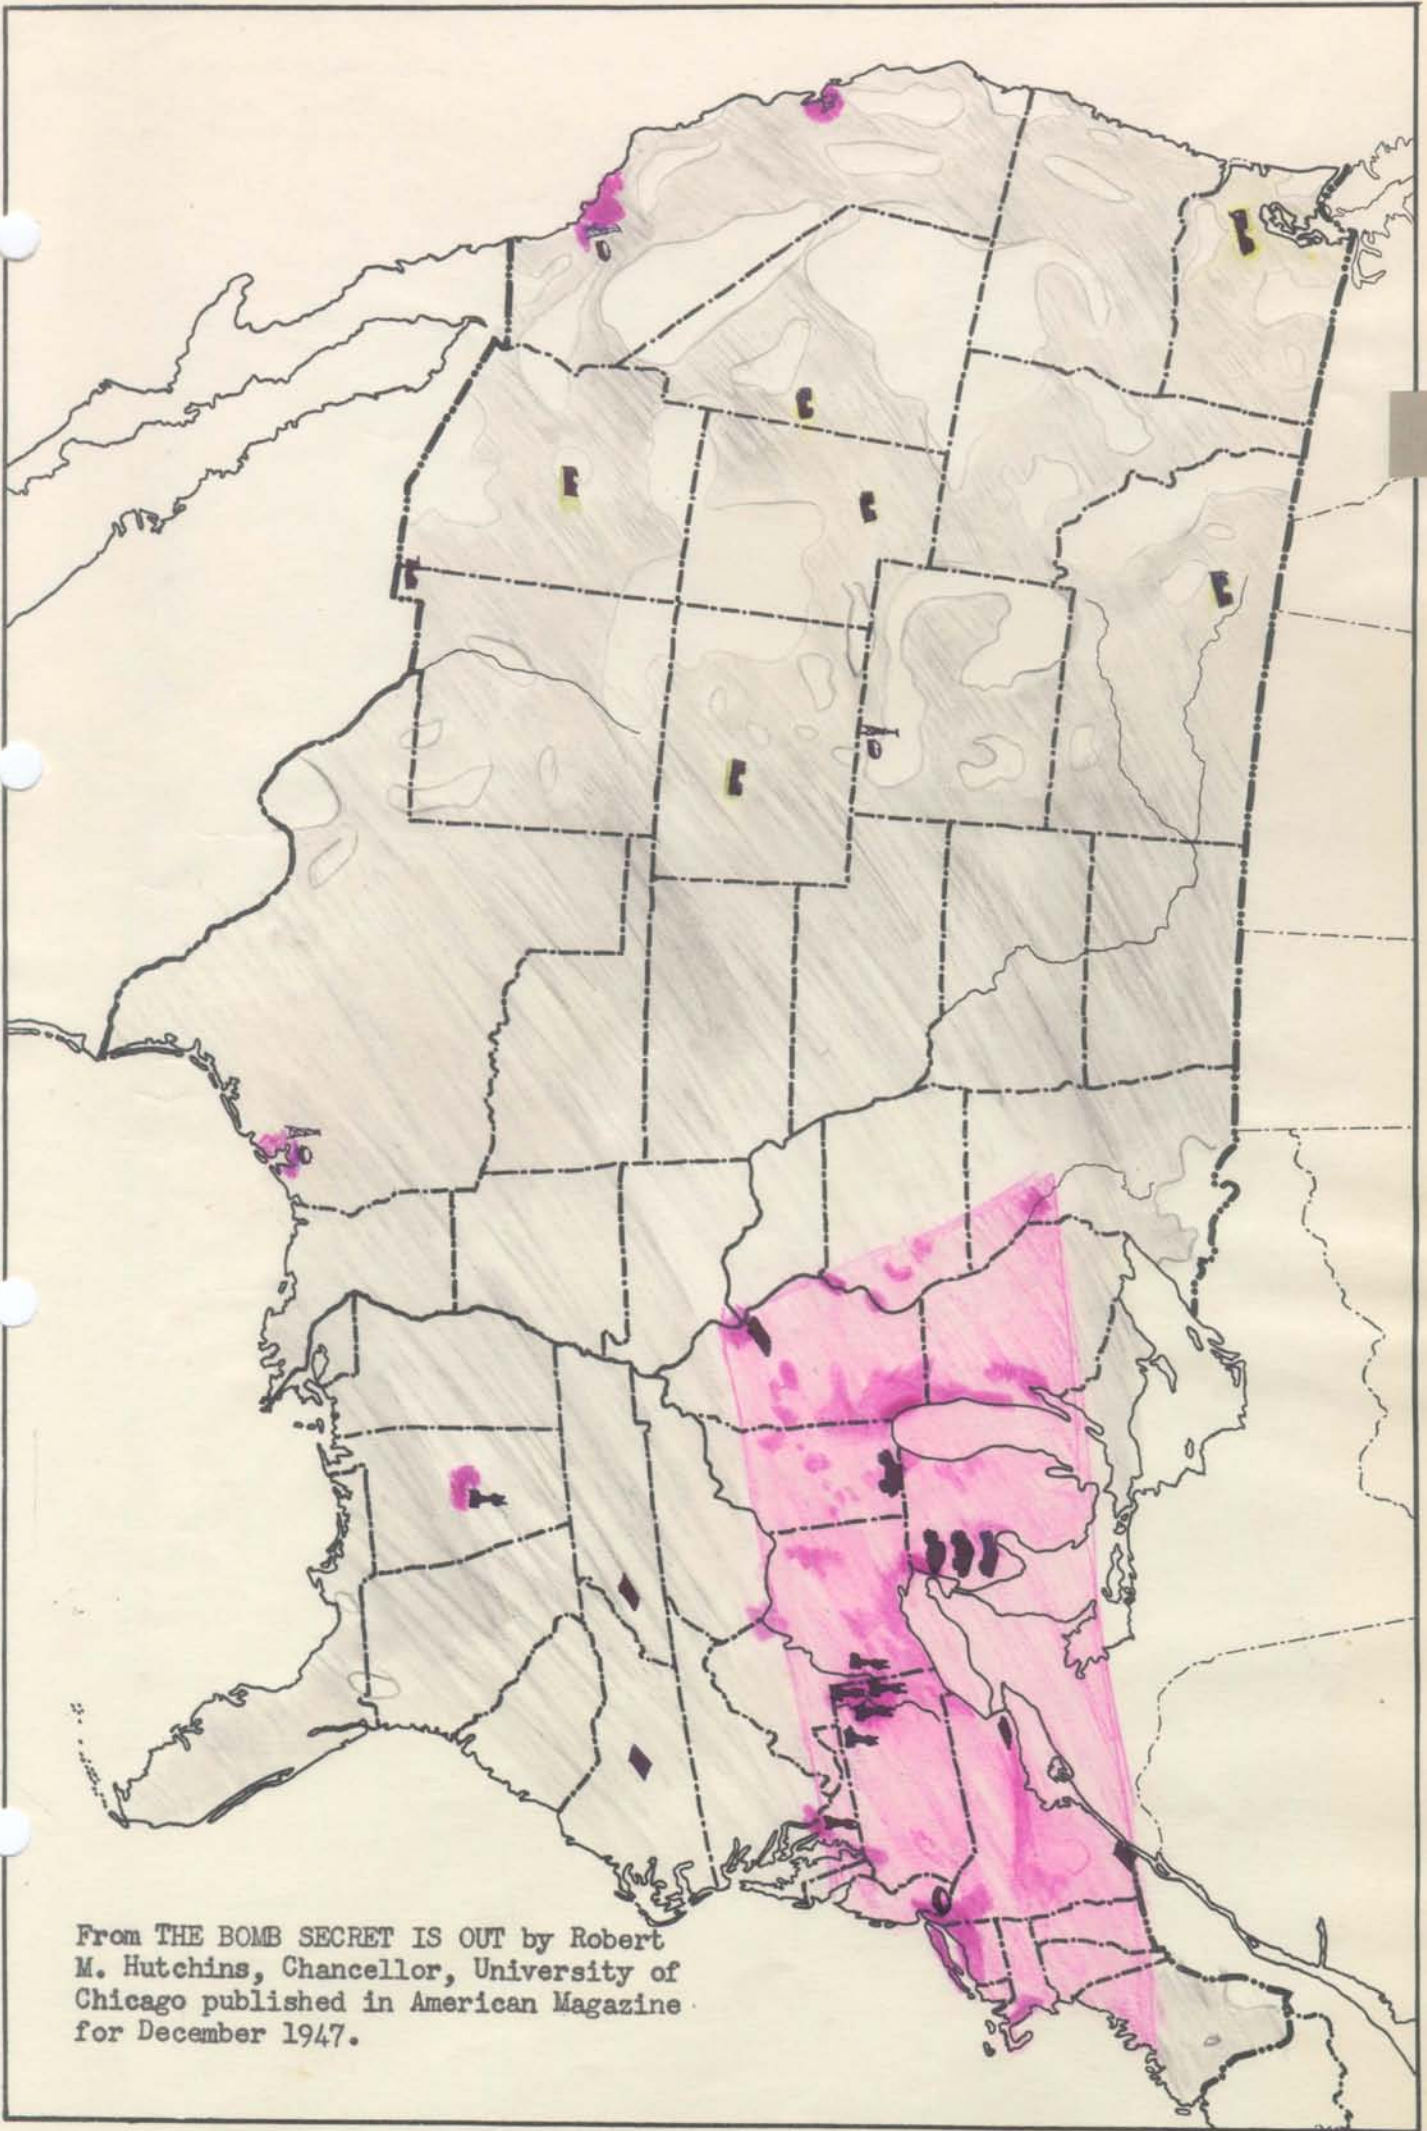 From THE BOMB SECRET IS OUT by Robert
M. Hutchins, Chancellor, University of
Chicago published in American Magazine
for December 1947.